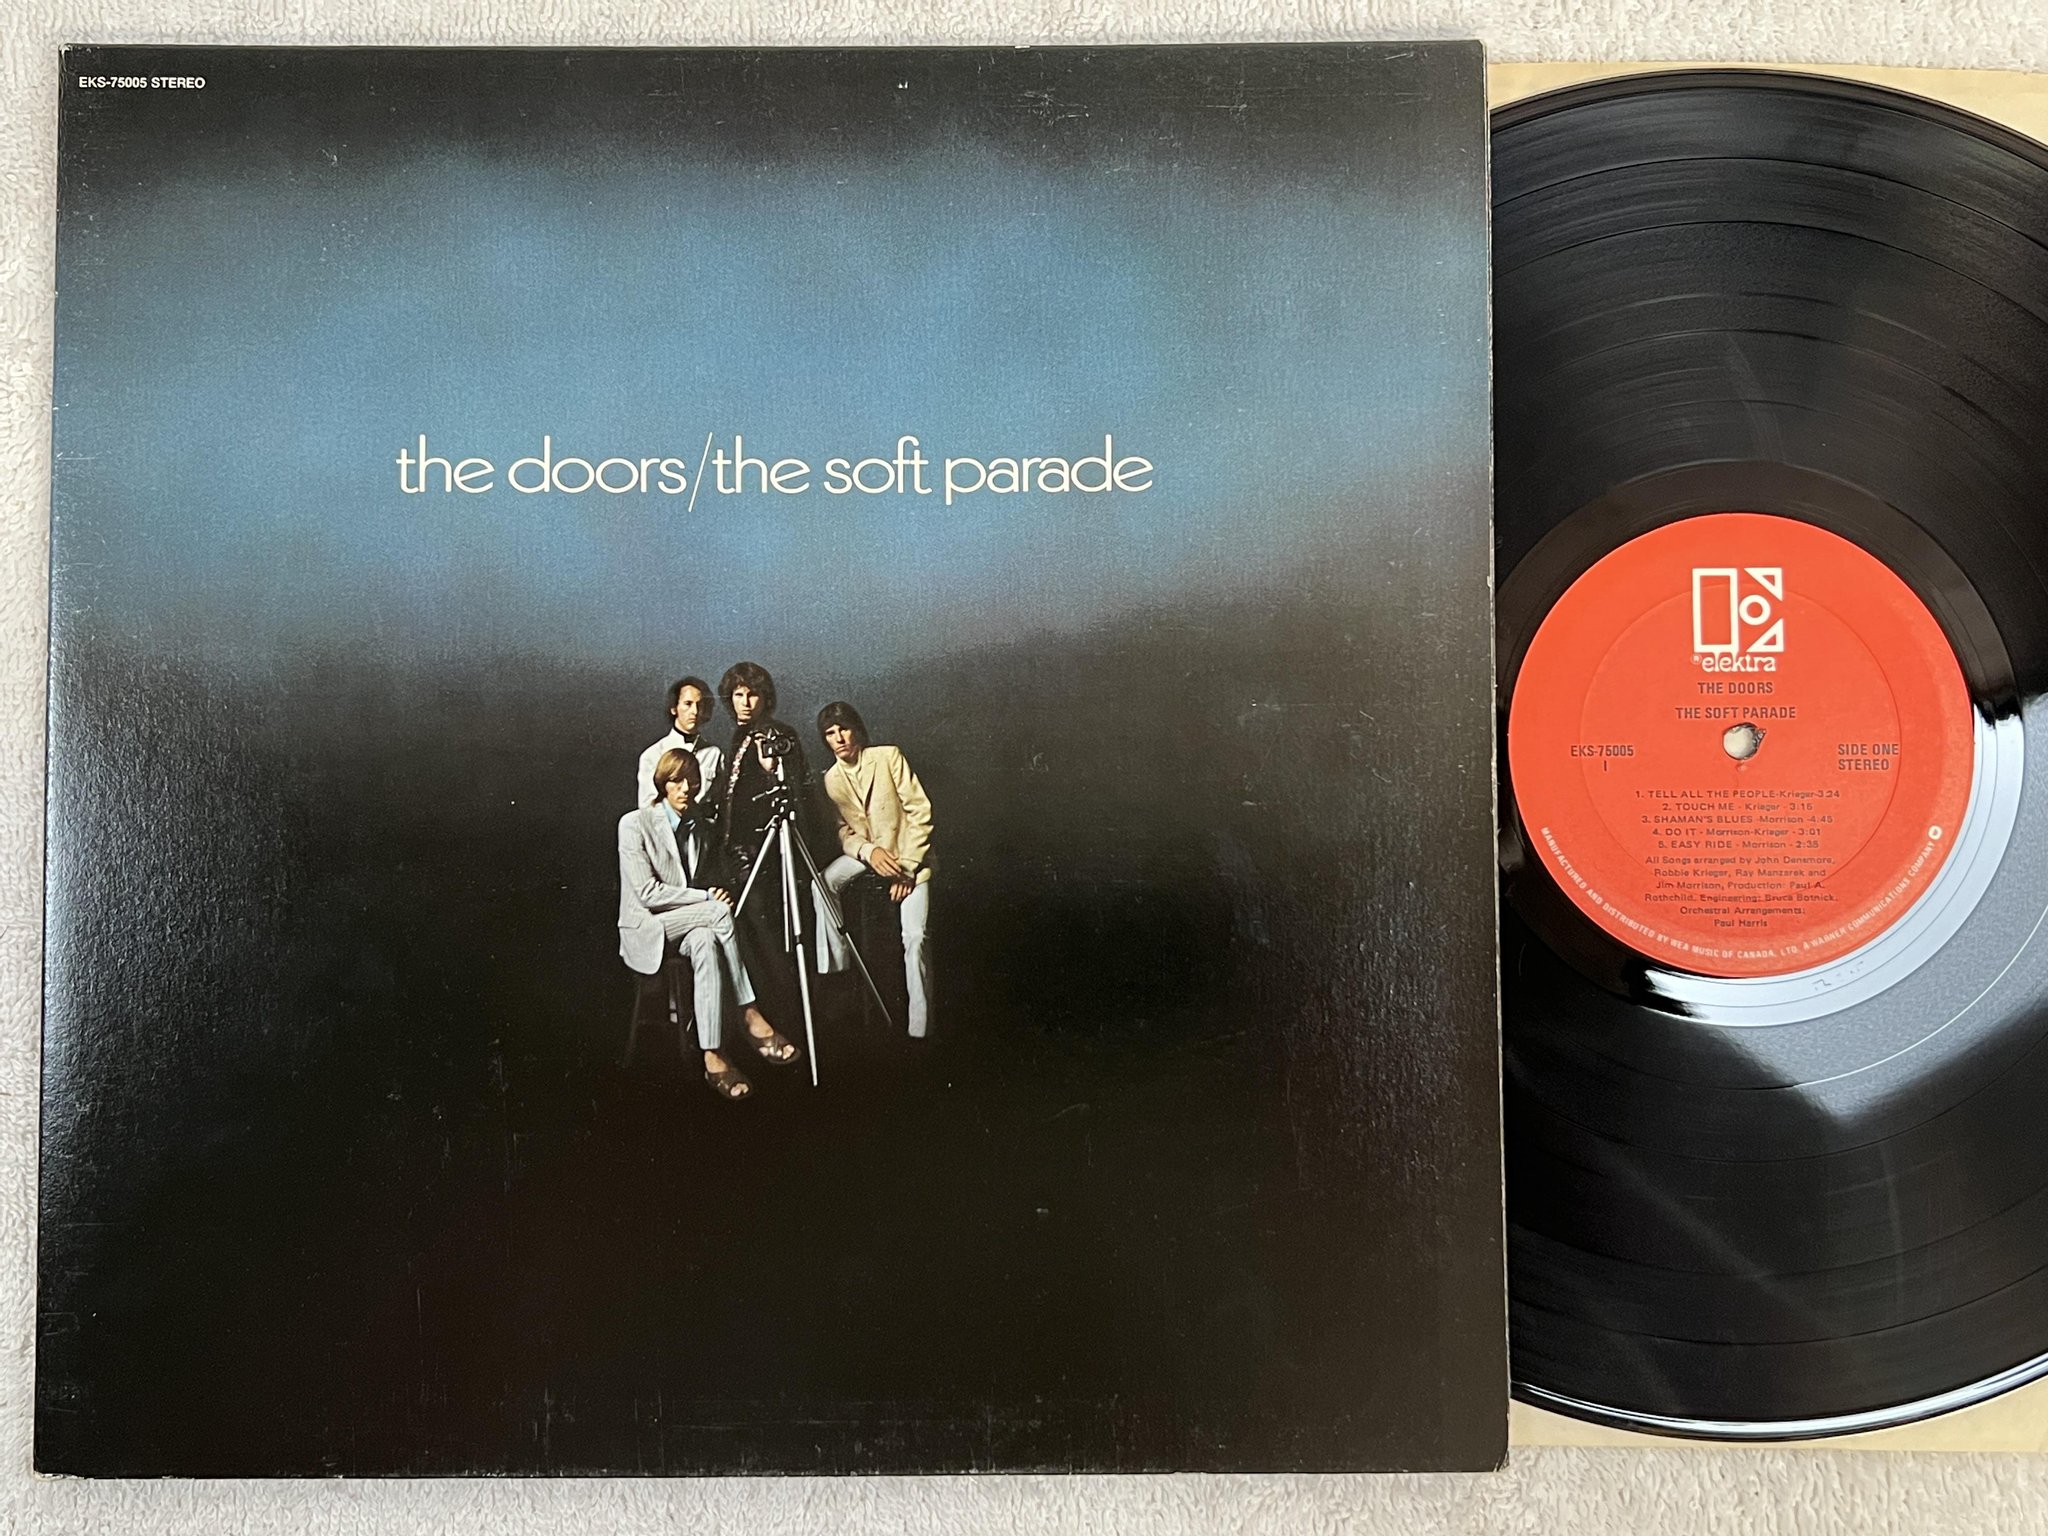 EKS-75005 STEREO
the doors/the soft parade
® elektra
THE DOORS
THE SOFT PARADE
EKS-75005
I
SIDE ONE
STEREO
1. TELL ALL THE PEOPLE-Krieger-3:24
2. TOUCH ME - Krieger - 3:15
3. SHAMAN'S BLUES -Morrison -4:45
4. DO IT - Morrison-Krieger - 3:01
5. EASY RIDE - Morrison - 2:35
All Songs arranged by John Densmore,
Robbie Krieger, Ray Manzarek and
Jim Morrison, Production: Paul A.
Rothchild, Engineering: Bruce Botnick,
Orchestral Arrangements:
Paul Harris
MANUFACTURED AND DISTRIBUTED BY WEA MUSIC OF CANADA, LTD. A WARNER COMMUNICATIONS COMPANY